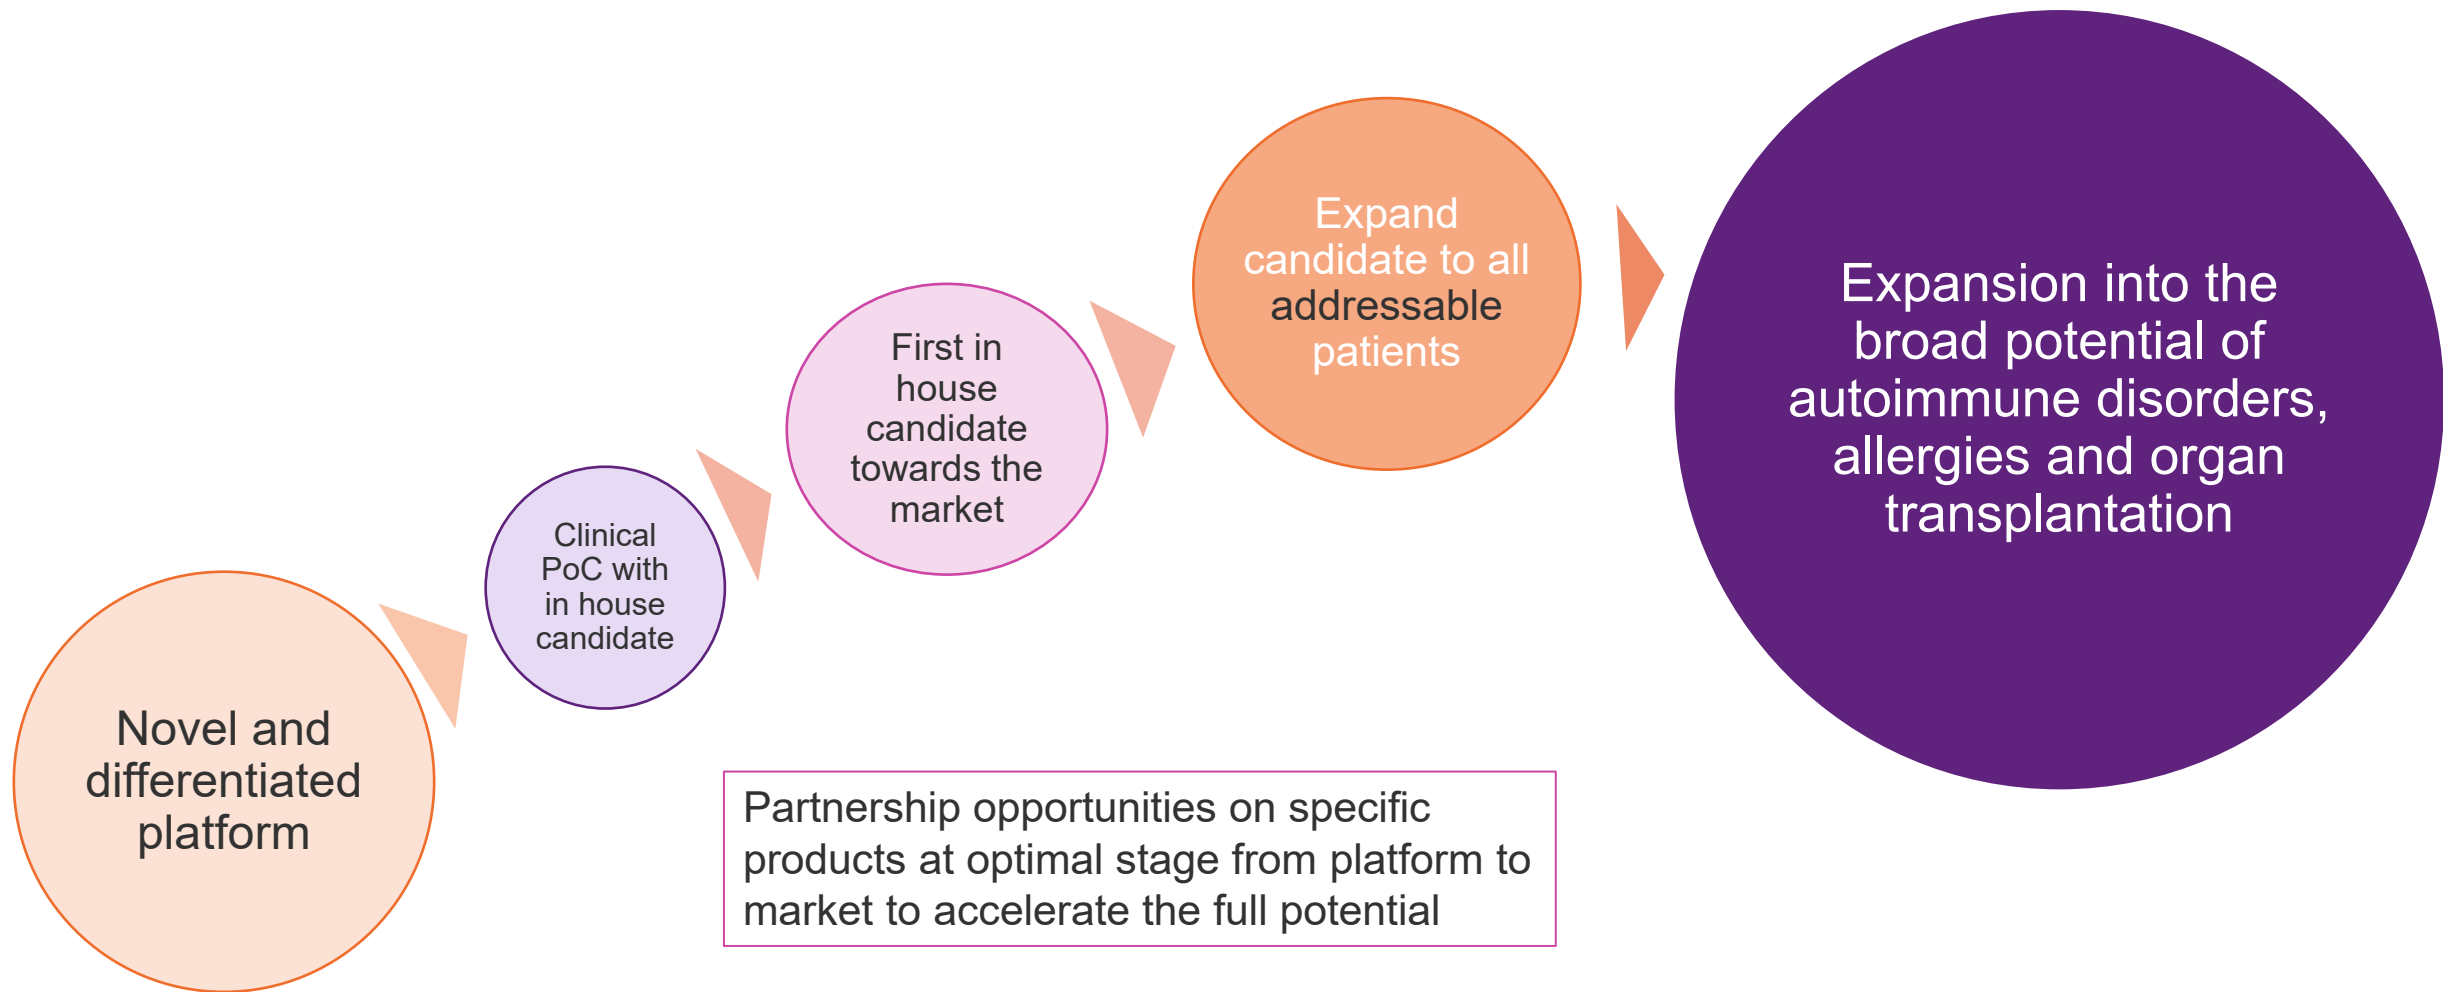 Novel and
differentiated
platform
Clinical
PoC with
in house
candidate
First in
house
candidate
towards the
market
Expand
candidate to all
addressable
patients
Expansion into the
broad potential of
autoimmune disorders,
allergies and organ
transplantation
Partnership opportunities on specific
products at optimal stage from platform to
market to accelerate the full potential